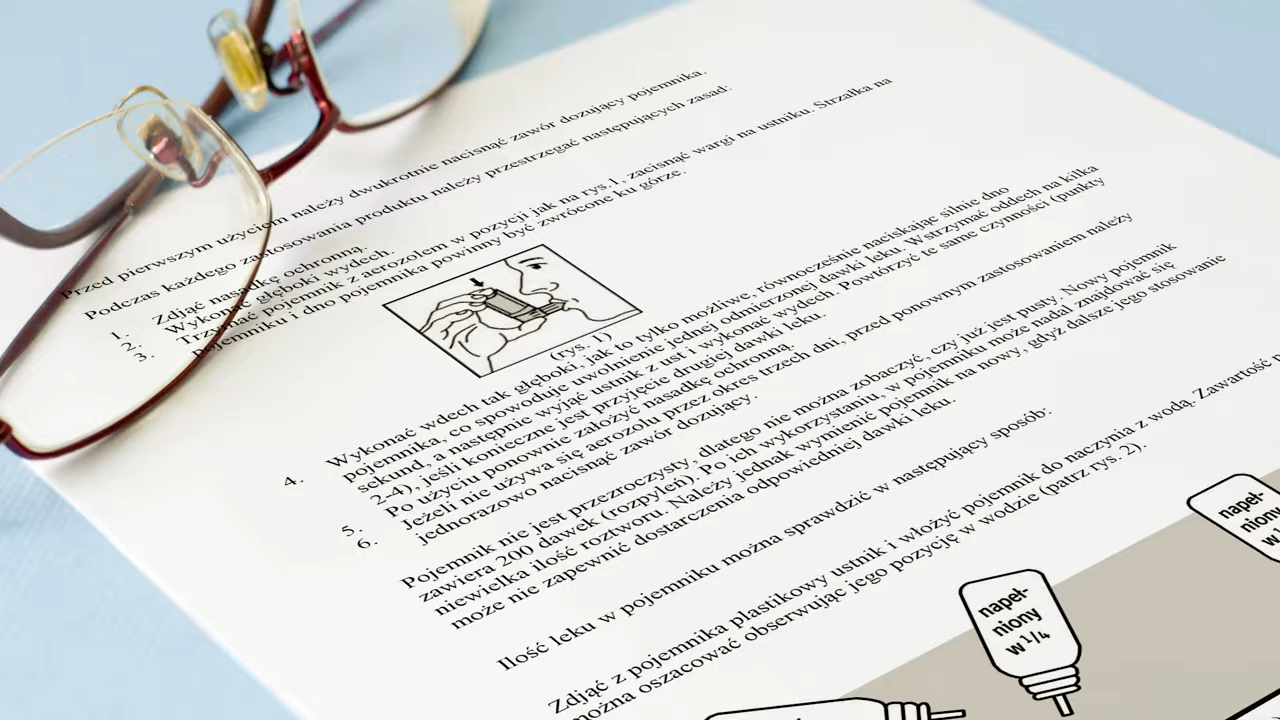 Przed pierwszym użyciem należy dwukrotnie nacisnąć zawór dozujący pojemnika.
Podczas każdego zastosowania produktu należy przestrzegać następujących zasad:
1. Zdjąć nasadkę ochronną.
2. Wykonać głęboki wydech.
3. Trzymać pojemnik z aerozolem w pozycji jak na rys.1, zacisnąć wargi na ustniku. Strzałka na
pojemniku i dno pojemnika powinny być zwrócone ku górze.
(rys. 1)
4. Wykonać wdech tak głęboki, jak to tylko możliwe, równocześnie naciskając silnie dno
pojemnika, co spowoduje uwolnienie jednej odmierzonej dawki leku. Wstrzymać oddech na kilka
sekund, a następnie wyjąć ustnik z ust i wykonać wydech. Powtórzyć te same czynności (punkty
2-4), jeśli konieczne jest przyjęcie drugiej dawki leku.
5. Po użyciu ponownie założyć nasadkę ochronną.
6. Jeżeli nie używa się aerozolu przez okres trzech dni, przed ponownym zastosowaniem należy
jednorazowo nacisnąć zawór dozujący.
Pojemnik nie jest przezroczysty, dlatego nie można zobaczyć, czy już jest pusty. Nowy pojemnik
zawiera 200 dawek (rozpyleń). Po ich wykorzystaniu, w pojemniku może nadal znajdować się
niewielka ilość roztworu. Należy jednak wymienić pojemnik na nowy, gdyż dalsze jego stosowanie
może nie zapewnić dostarczenia odpowiedniej dawki leku.
Ilość leku w pojemniku można sprawdzić w następujący sposób:
Zdjąć z pojemnika plastikowy ustnik i włożyć pojemnik do naczynia z wodą. Zawartość
można oszacować obserwując jego pozycję w wodzie (patrz rys. 2).
napeł-
niony
w 1/4
napeł-
niony